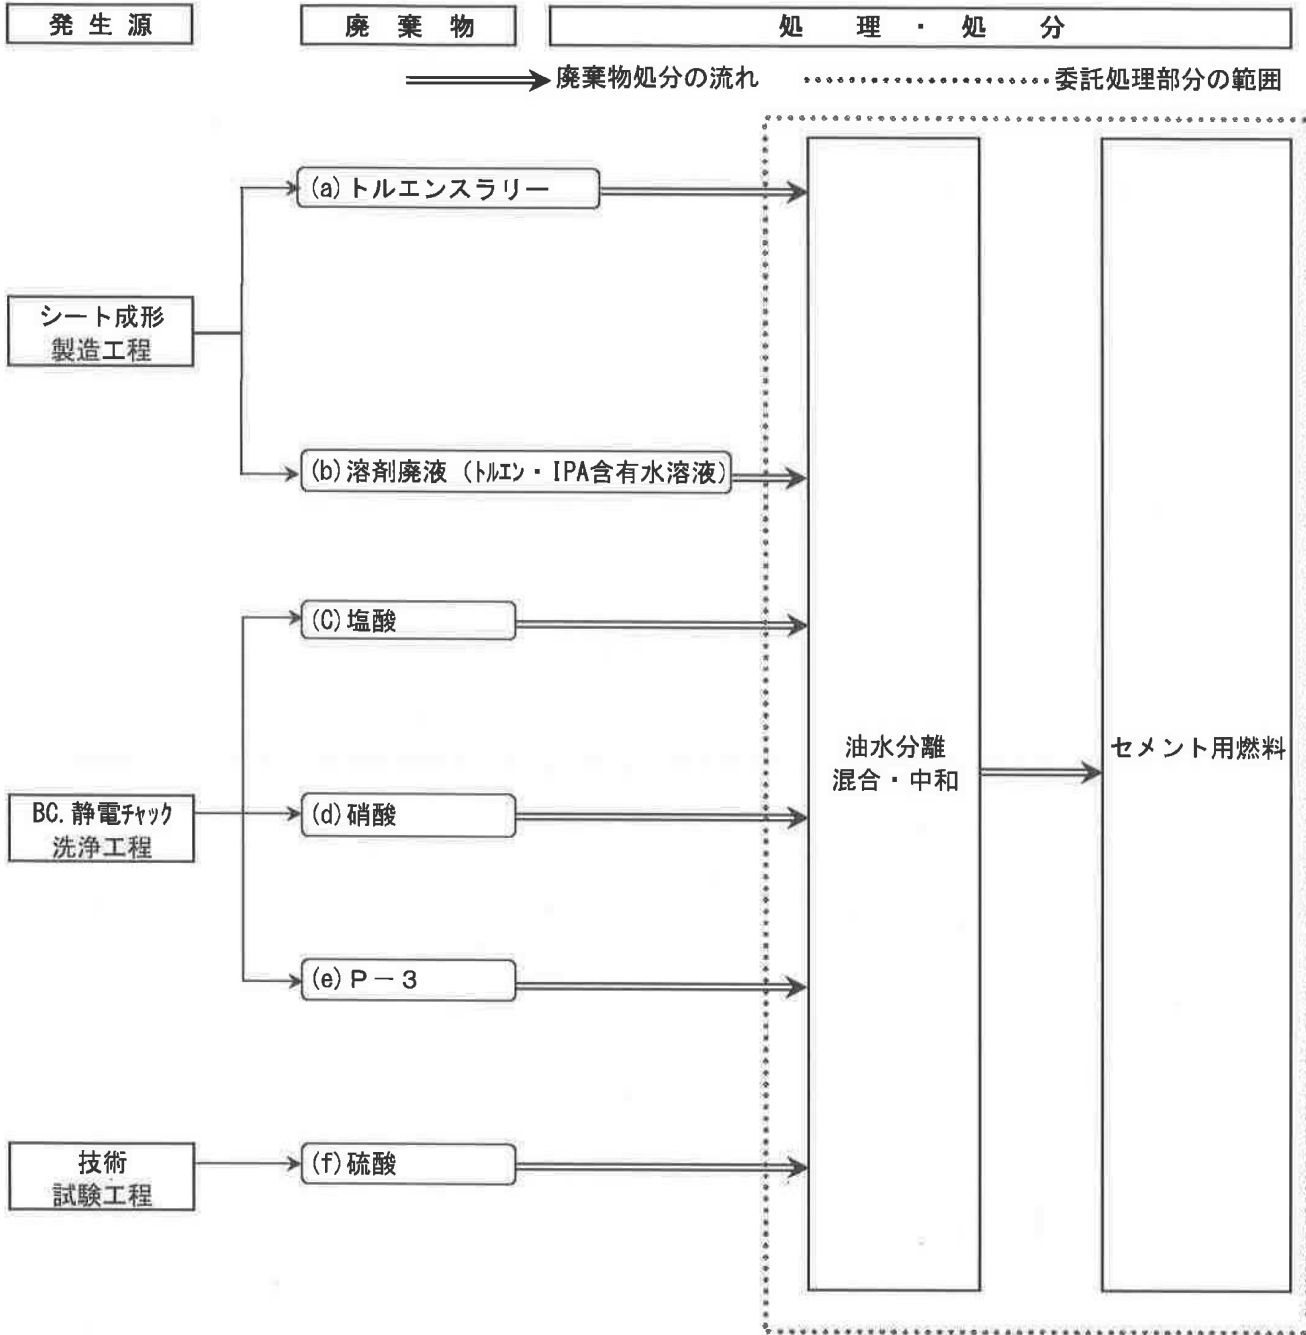 発生源
廃棄物
処理・処分
廃棄物処分の流れ
委託処理部分の範囲
(a)トルエンスラリー
シート成形
製造工程
(b)溶剤廃液（ﾄﾙｴﾝ・IPA含有水溶液）
(C)塩酸
油水分離
混合・中和
セメント用燃料
BC.静電ﾁｬｯｸ
洗浄工程
(d)硝酸
(e)Ｐ－３
技術
試験工程
(f)硫酸